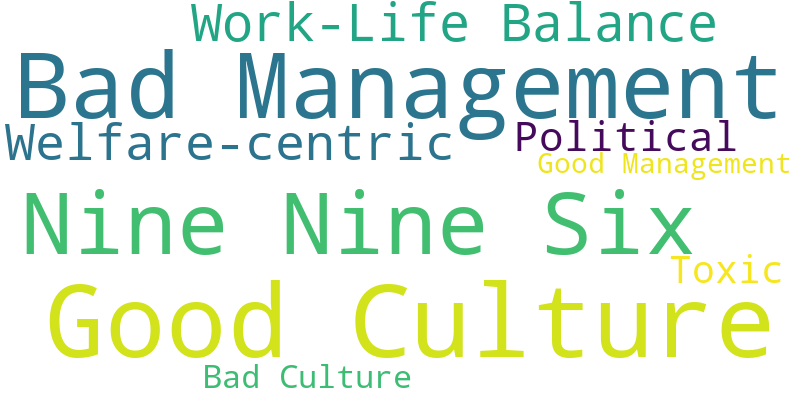 Work-Life Balance
Bad Management
Welfare-centric
Political
Good Management
Nine Nine Six
Toxic
Good Culture
Bad Culture